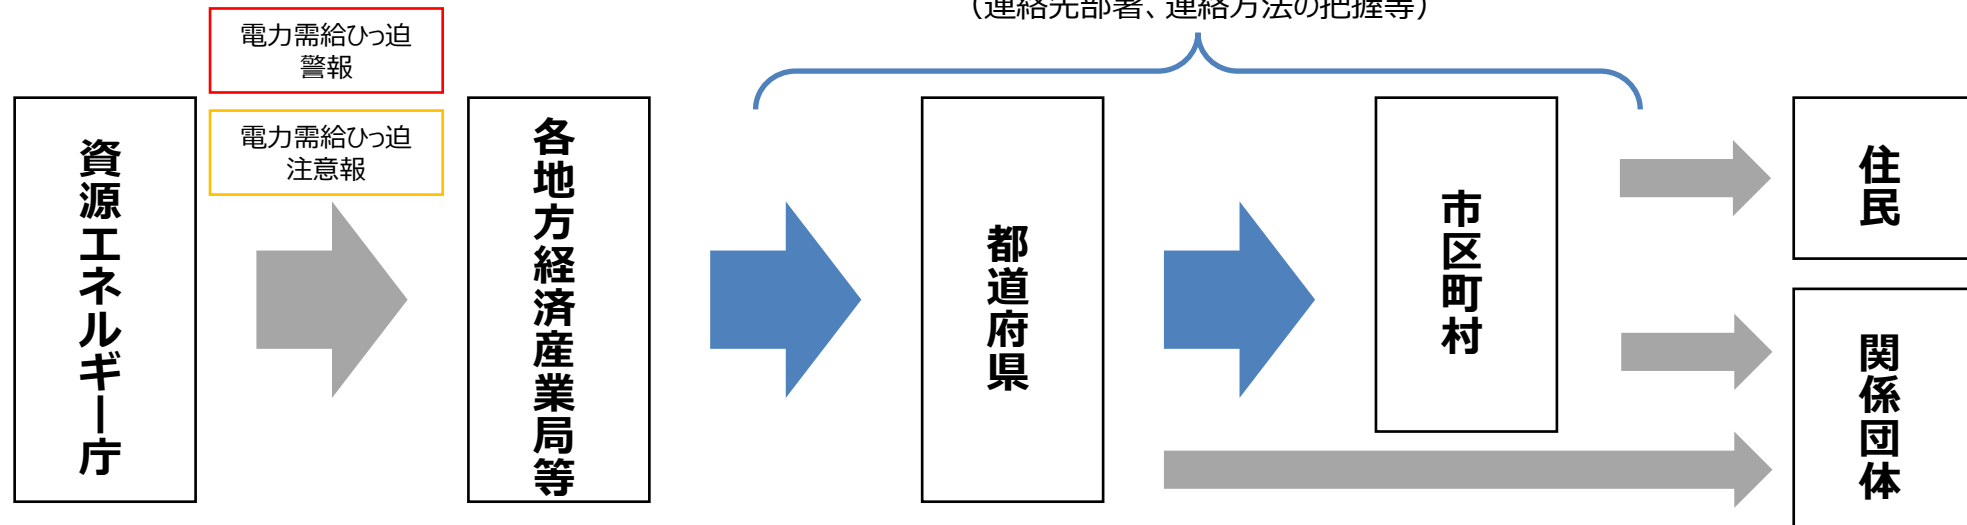 （連絡先部署、連絡方法の把握等）
電力需給ひっ迫
警報
電力需給ひっ迫
注意報
資源エネルギー庁
各地方経済産業局等
都道府県
市区町村
住民
関係団体